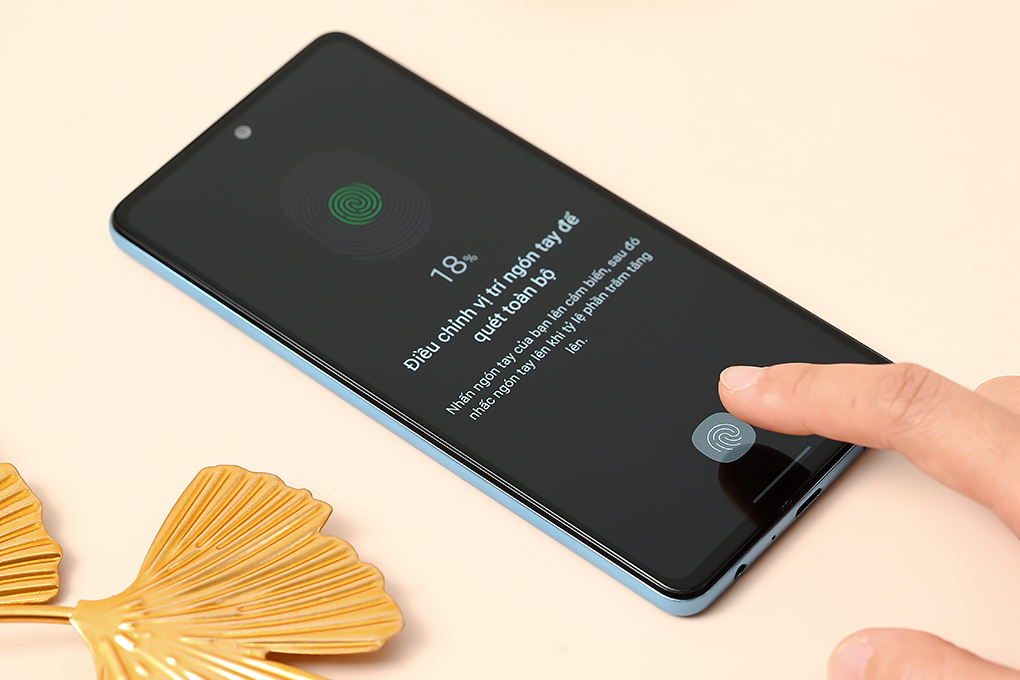 18%
Điều chỉnh vị trí ngón tay để
quét toàn bộ
Nhấn ngón tay của bạn lên cảm biến, sau đó
nhấc ngón tay lên khi tỷ lệ phần trăm tăng
lên.